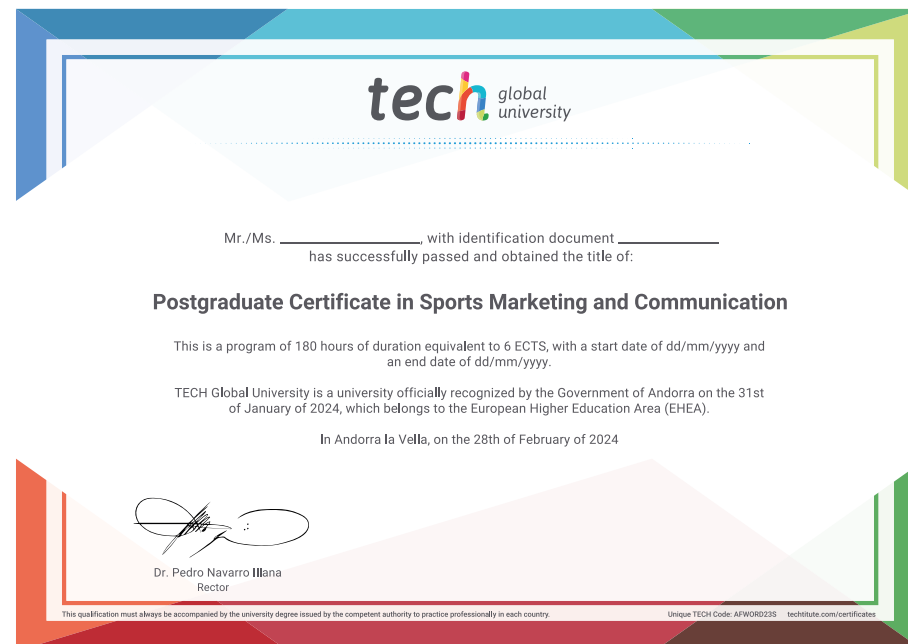 tech global
university
Mr./Ms. ____________, with identification document ____________
has successfully passed and obtained the title of:
Postgraduate Certificate in Sports Marketing and Communication
This is a program of 180 hours of duration equivalent to 6 ECTS, with a start date of dd/mm/yyyy and
an end date of dd/mm/yyyy.
TECH Global University is a university officially recognized by the Government of Andorra on the 31st
of January of 2024, which belongs to the European Higher Education Area (EHEA).
In Andorra la Vella, on the 28th of February of 2024
Dr. Pedro Navarro Illana
Rector
This qualification must always be accompanied by the university degree issued by the competent authority to practice professionally in each country.
Unique TECH Code: AFWORD23S techtitute.com/certificates